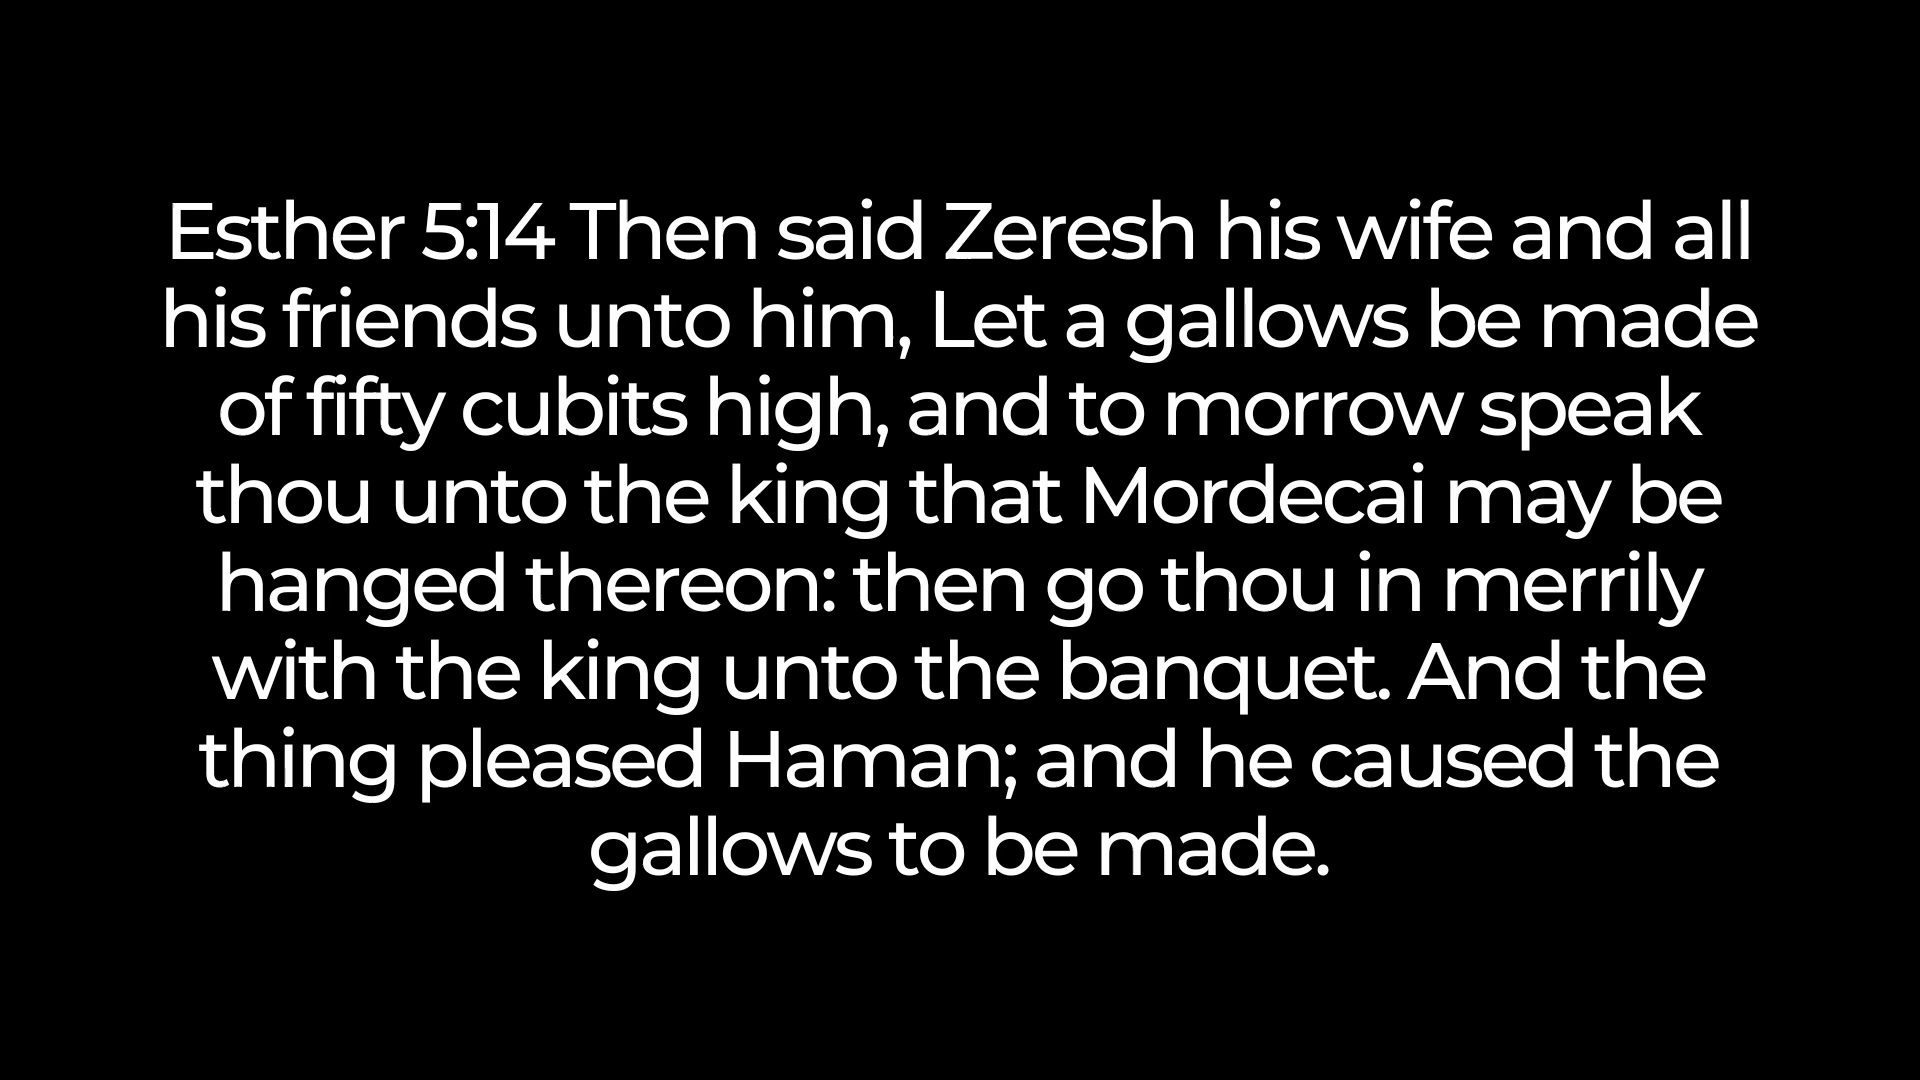 Esther 5:14 Then said Zeresh his wife and all
his friends unto him, Let a gallows be made
of fifty cubits high, and to morrow speak
thou unto the king that Mordecai may be
hanged thereon: then go thou in merrily
with the king unto the banquet. And the
thing pleased Haman; and he caused the
gallows to be made.